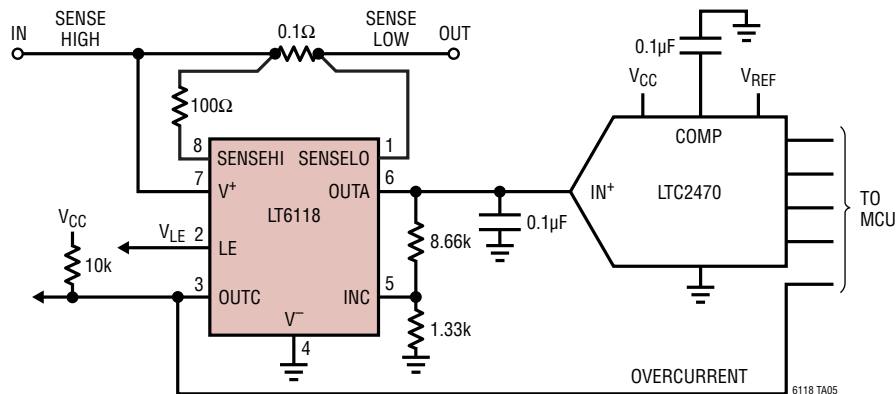 IN
SENSE
HIGH
0.1Ω
SENSE
LOW
OUT
100Ω
0.1µF
VCC
VREF
COMP
8
SENSEHI
SENSELO
1
7
V+
OUTA
6
IN+
LTC2470
TO
MCU
LT6118
VCC
VLE
2
LE
8.66k
0.1µF
10k
3
OUTC
INC
5
V−
4
1.33k
OVERCURRENT
6118 TA05